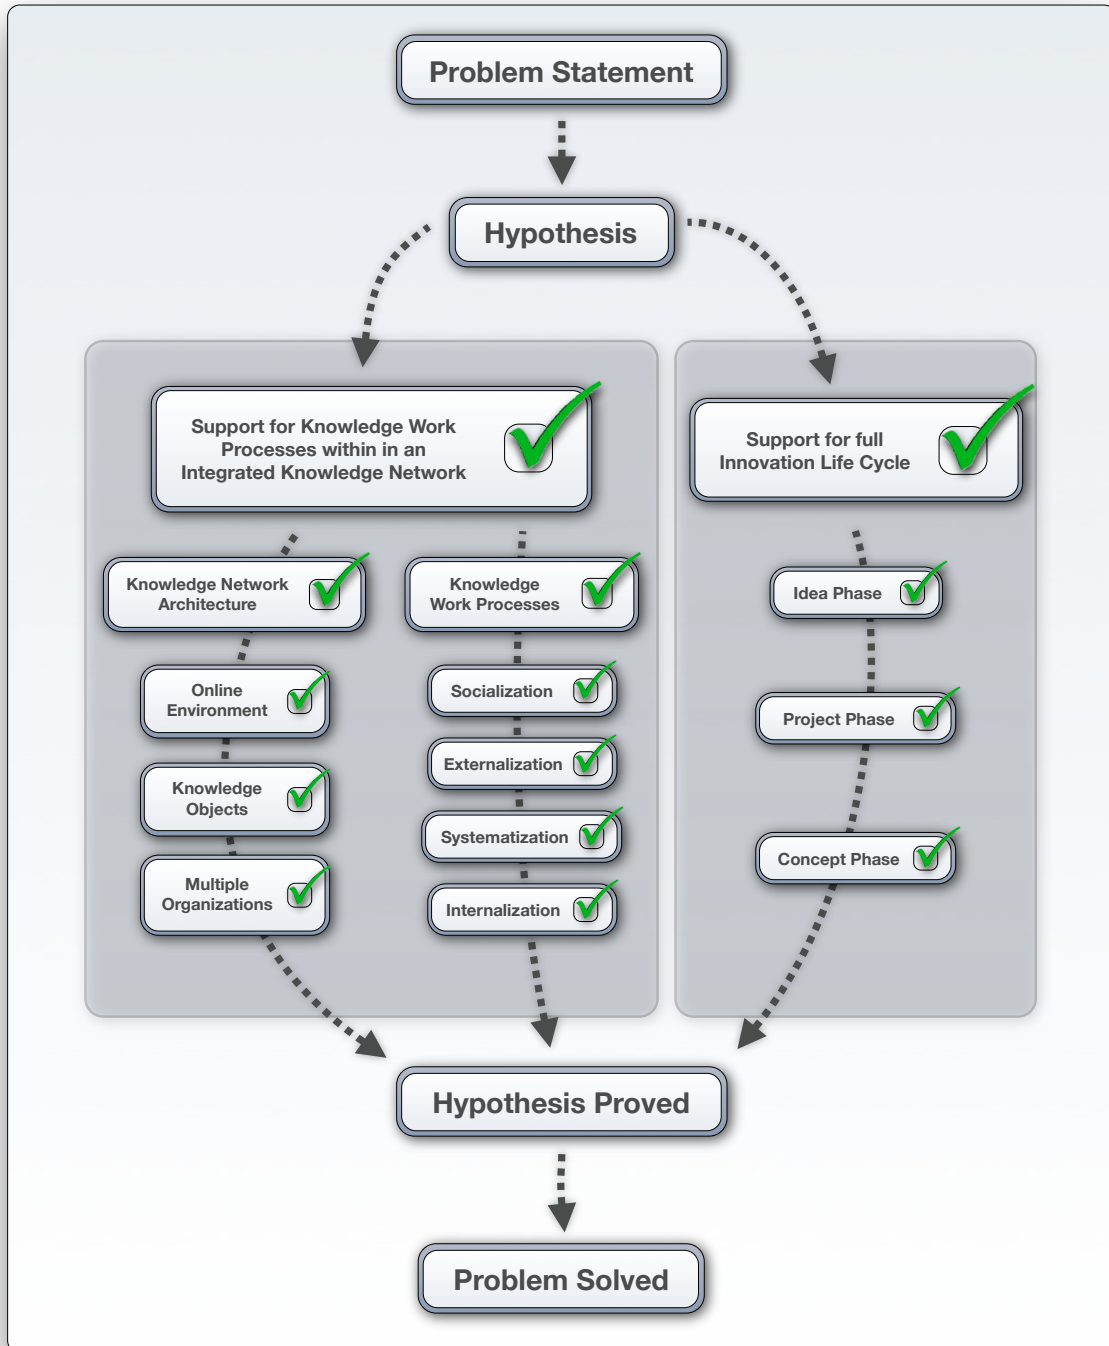 Problem Statement
Hypothesis
Support for Knowledge Work
Processes within in an
Integrated Knowledge Network
Support for full
Innovation Life Cycle
Knowledge Network
Architecture
Online
Environment
Knowledge
Objects
Multiple
Organizations
Knowledge
Work Processes
Socialization
Externalization
Systematization
Internalization
Idea Phase
Project Phase
Concept Phase
Hypothesis Proved
Problem Solved